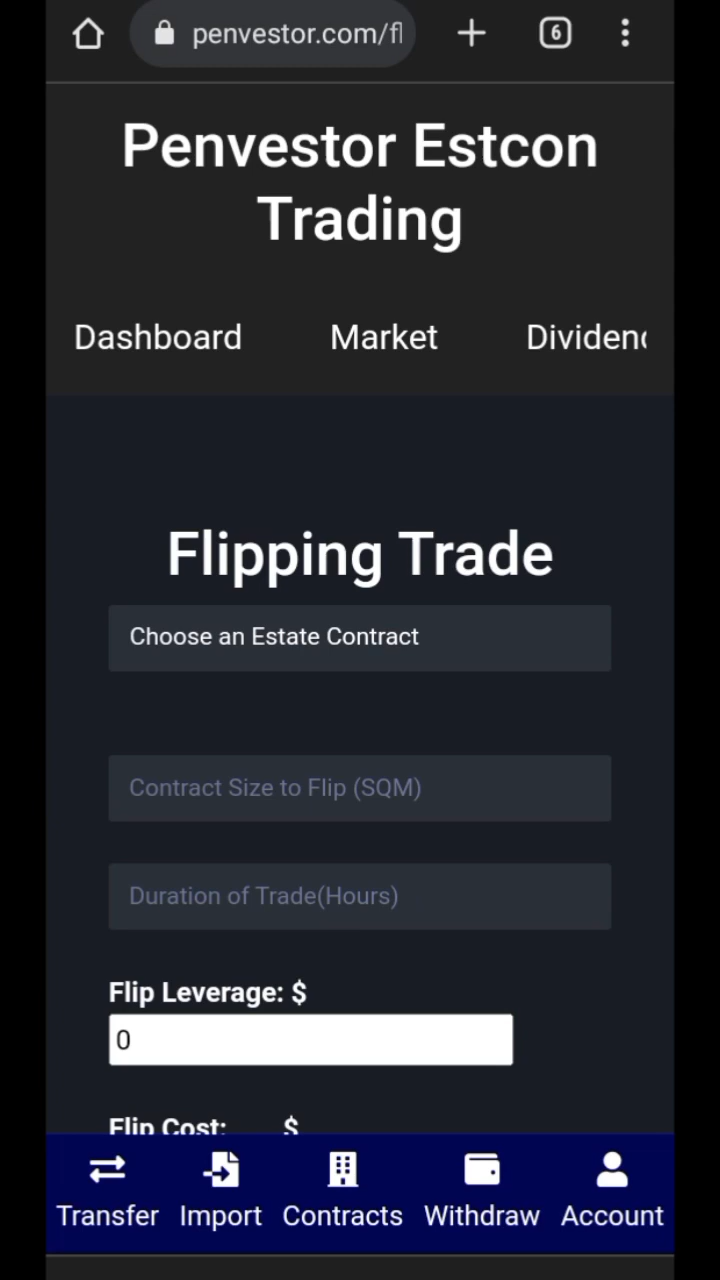 penvestor.com/fl
6
Penvestor Estcon
Trading
Dashboard Market
Flipping Trade
Choose an Estate Contract
Contract Size to Flip (SQM)
Duration of Trade(Hours)
Flip Leverage: $
0
Flip Cost: $
Transfer Import Contracts Withdraw Account